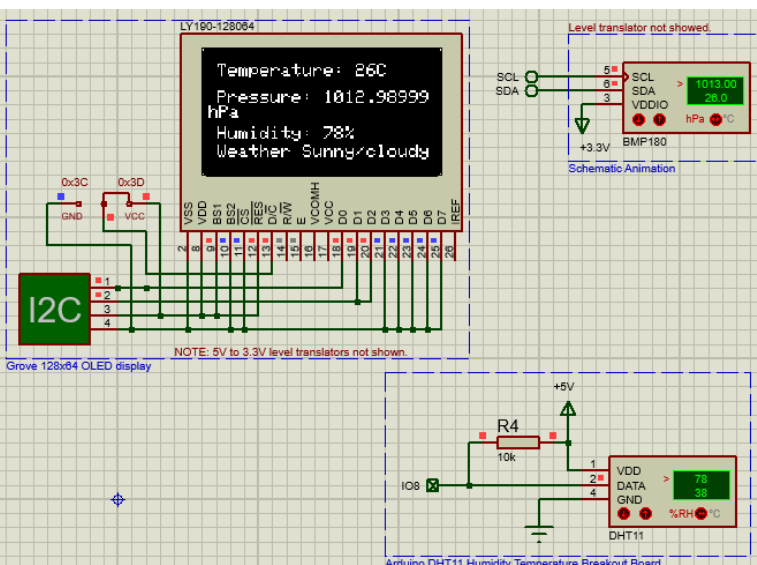 LY190-128064
Temperature: 26C
Pressure: 1012.98999
hPa
Humidity: 78%
Weather Sunny/cloudy
0x3C
0x3D
GND
VCC
VSS
VDD
BS1
BS2
CS
RES
D/C
R/W
E
VCOMH
VCC
D0
D1
D2
D3
D4
D5
D6
D7
IREF
2
8
9
10
11
12
13
14
15
16
17
18
19
20
21
22
23
24
25
26
I2C
1
2
3
4
NOTE: 5V to 3.3V level translators not shown.
Grove 128x64 OLED display
Level translator not showed.
SCL
SDA
5
6
3
SCL
SDA
VDDIO
>
1013.00
26.0
hPa
°C
+3.3V
BMP180
Schematic Animation
+5V
R4
10k
IO8
1
2
4
VDD
DATA
GND
>
78
38
%RH
°C
DHT11
Arduino DHT11 Humidity Temperature Breakout Board